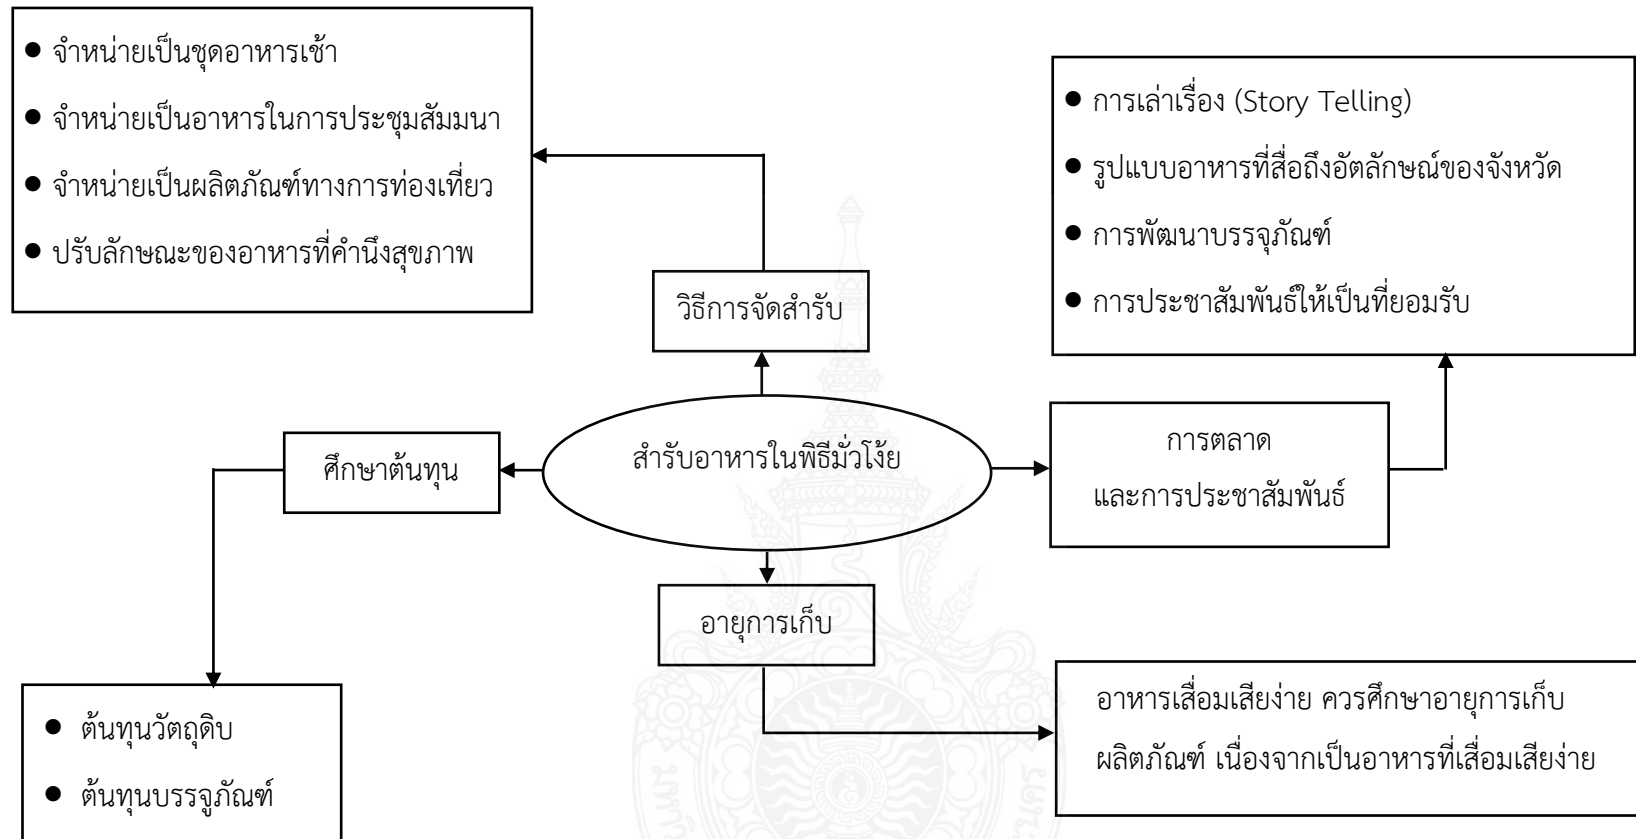 ● จำหน่ายเป็นชุดอาหารเช้า
● จำหน่ายเป็นอาหารในการประชุมสัมมนา
● จำหน่ายเป็นผลิตภัณฑ์ทางการท่องเที่ยว
● ปรับลักษณะของอาหารที่คำนึงสุขภาพ
● การเล่าเรื่อง (Story Telling)
● รูปแบบอาหารที่สื่อถึงอัตลักษณ์ของจังหวัด
● การพัฒนาบรรจุภัณฑ์
● การประชาสัมพันธ์ให้เป็นที่ยอมรับ
วิธีการจัดสำรับ
ศึกษาต้นทุน
สำรับอาหารในพิธีมั่วโง้ย
การตลาด
และการประชาสัมพันธ์
อายุการเก็บ
● ต้นทุนวัตถุดิบ
● ต้นทุนบรรจูภัณฑ์
อาหารเสื่อมเสียง่าย ควรศึกษาอายุการเก็บ
ผลิตภัณฑ์ เนื่องจากเป็นอาหารที่เสื่อมเสียง่าย